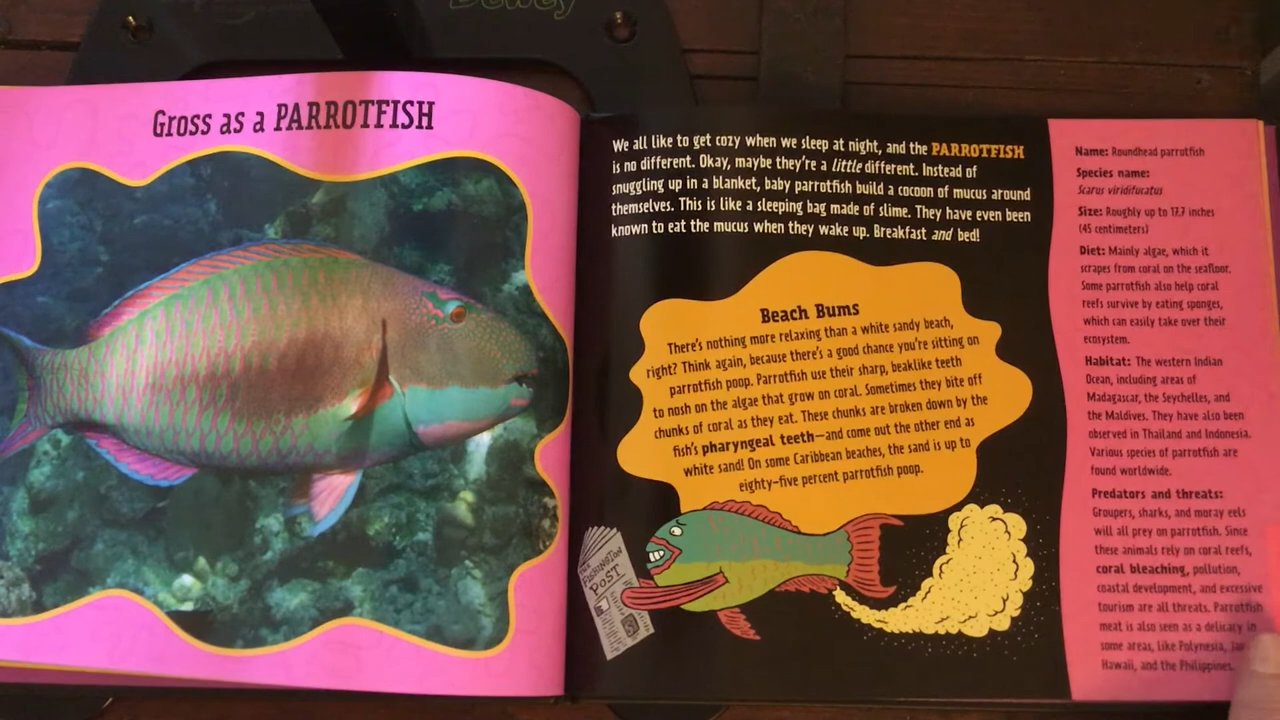 Dewey
Gross as a PARROTFISH
We all like to get cozy when we sleep at night, and the PARROTFISH
is no different. Okay, maybe they're a little different. Instead of
snuggling up in a blanket, baby parrotfish build a cocoon of mucus around
themselves. This is like a sleeping bag made of slime. They have even been
known to eat the mucus when they wake up. Breakfast and bed!
Beach Bums
There's nothing more relaxing than a white sandy beach,
right? Think again, because there's a good chance you're sitting on
parrotfish poop. Parrotfish use their sharp, beaklike teeth
to nosh on the algae that grow on coral. Sometimes they bite off
chunks of coral as they eat. These chunks are broken down by the
fish's pharyngeal teeth—and come out the other end as
white sand! On some Caribbean beaches, the sand is up to
eighty-five percent parrotfish poop.
THE
FISHINGTON
POST
Name: Roundhead parrotfish
Species name:
Scarus viridifucatus
Size: Roughly up to 17.7 inches
(45 centimeters)
Diet: Mainly algae, which it
scrapes from coral on the seafloor.
Some parrotfish also help coral
reefs survive by eating sponges,
which can easily take over their
ecosystem.
Habitat: The western Indian
Ocean, including areas of
Madagascar, the Seychelles, and
the Maldives. They have also been
observed in Thailand and Indonesia.
Various species of parrotfish are
found worldwide.
Predators and threats:
Groupers, sharks, and moray eels
will all prey on parrotfish. Since
these animals rely on coral reefs,
coral bleaching, pollution,
coastal development, and excessive
tourism are all threats. Parrotfish
meat is also seen as a delicacy in
some areas, like Polynesia,
Hawaii, and the Philippines.